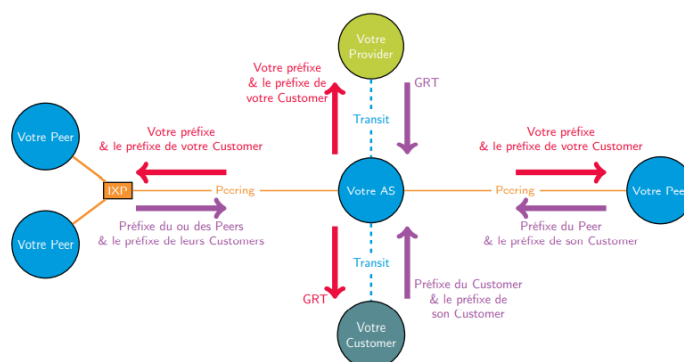 Votre
Provider
Votre préfixe
& le préfixe de
votre Customer
GRT
Transit
Votre Peer
Votre préfixe
& le préfixe de votre Customer
Votre préfixe
& le préfixe de votre Customer
IXP
Peering
Votre AS
Peering
Votre Pee
Préfixe du ou des Peers
& le préfixe de leurs Customers
Préfixe du Peer
& le préfixe de son Customer
Votre Peer
Transit
GRT
Préfixe du Customer
& le préfixe de
son Customer
Votre
Customer